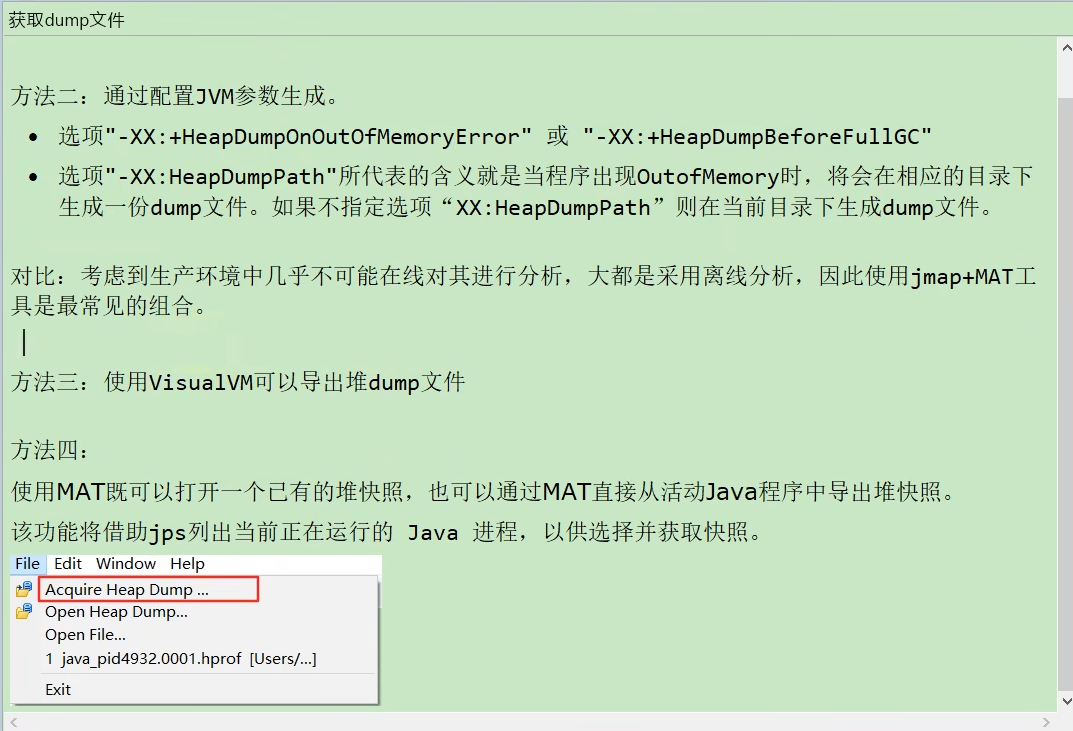 获取dump文件
方法二：通过配置JVM参数生成。
• 选项"-XX:+HeapDumpOnOutOfMemoryError" 或 "-XX:+HeapDumpBeforeFullGC"
• 选项"-XX:HeapDumpPath"所代表的含义就是当程序出现OutofMemory时，将会在相应的目录下
生成一份dump文件。如果不指定选项“XX:HeapDumpPath”则在当前目录下生成dump文件。
对比：考虑到生产环境中几乎不可能在线对其进行分析，大都是采用离线分析，因此使用jmap+MAT工
具是最常见的组合。
方法三：使用VisualVM可以导出堆dump文件
方法四：
使用MAT既可以打开一个已有的堆快照，也可以通过MAT直接从活动Java程序中导出堆快照。
该功能将借助jps列出当前正在运行的 Java 进程，以供选择并获取快照。
File Edit Window Help
Acquire Heap Dump ...
Open Heap Dump...
Open File...
1 java_pid4932.0001.hprof [Users/...]
Exit